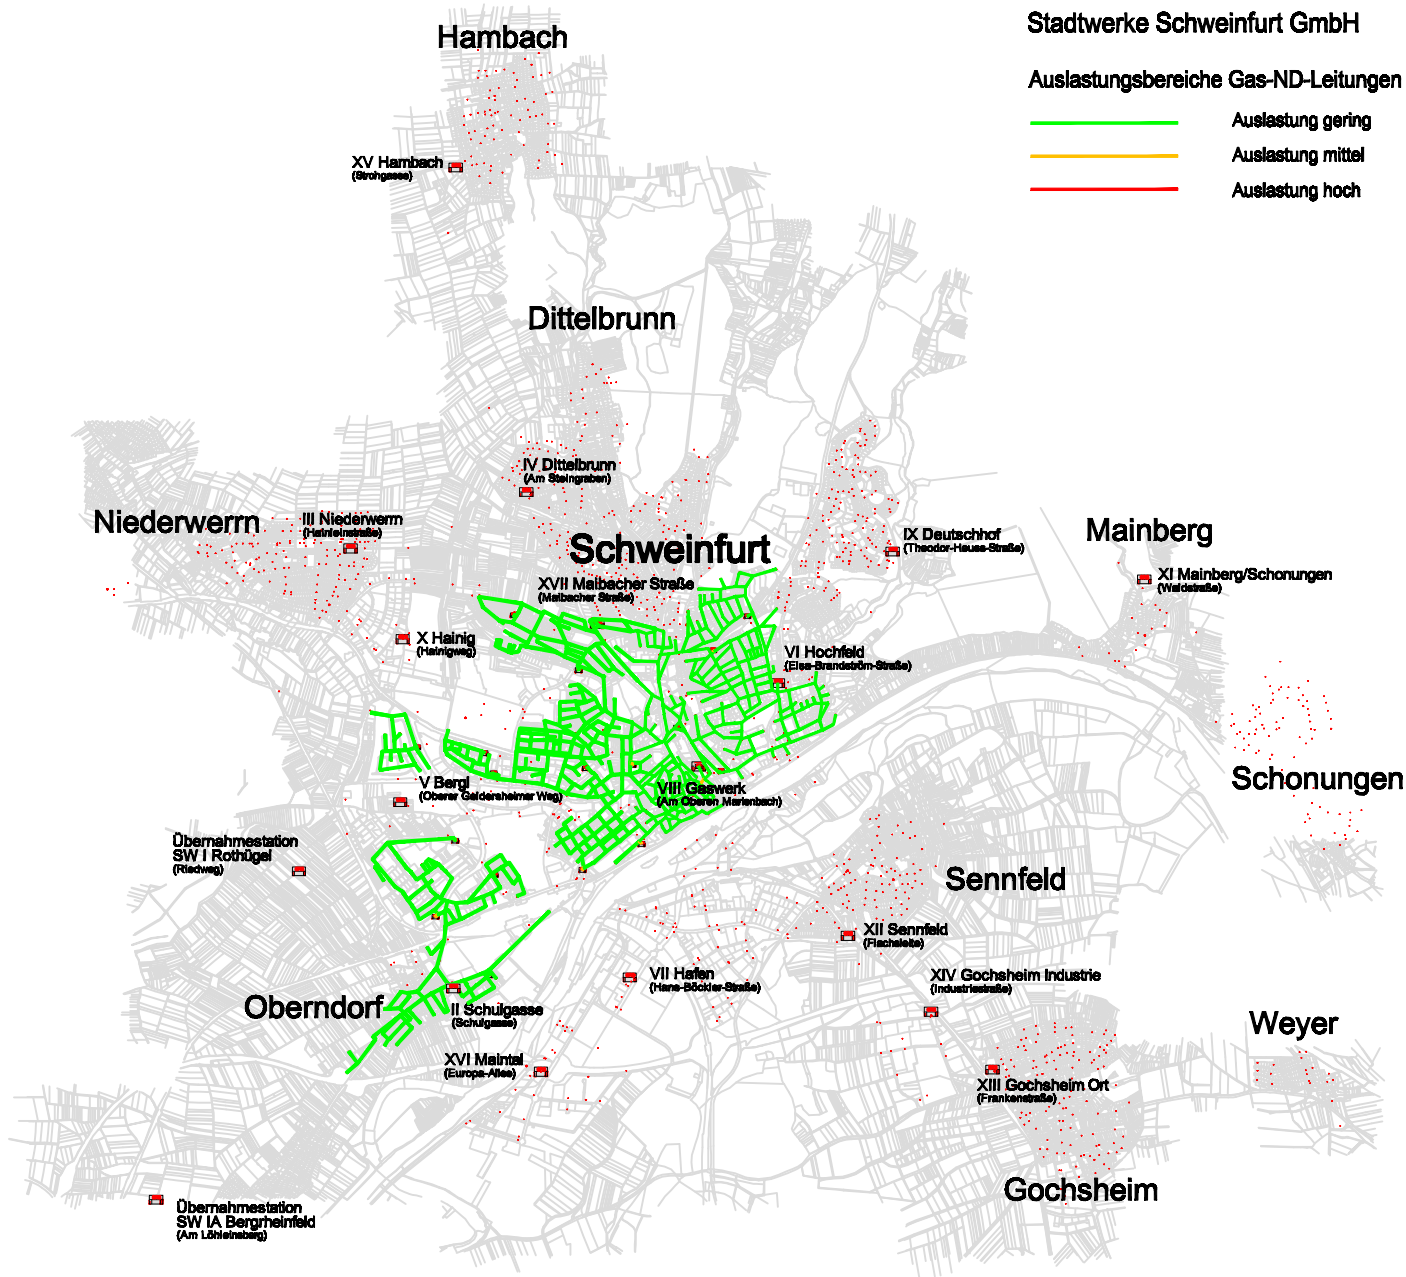 Stadtwerke Schweinfurt GmbH
Auslastungsbereiche Gas-ND-Leitungen
Auslastung gering
Auslastung mittel
Auslastung hoch
Hambach
XV Hambach
(Strohgasse)
Dittelbrunn
IV Dittelbrunn
(Am Steingraben)
Niederwerrn
III Niederwerrn
(Hainleinstraße)
Schweinfurt
XVII Maibacher Straße
(Maibacher Straße)
IX Deutschhof
(Theodor-Heuss-Straße)
Mainberg
XI Mainberg/Schonungen
(Waldstraße)
X Hainig
(Hainigweg)
VI Hochfeld
(Elsa-Brandström-Straße)
V Bergl
(Oberer Geldersheimer Weg)
VIII Gaswerk
(Am Oberen Marienbach)
Schonungen
Übernahmestation
SW I Rothügel
(Riedweg)
Sennfeld
XII Sennfeld
(Flachsleite)
VII Hafen
(Hans-Böckler-Straße)
XIV Gochsheim Industrie
(Industriestraße)
Oberndorf
II Schulgasse
(Schulgasse)
Weyer
XVI Maintal
(Europa-Allee)
XIII Gochsheim Ort
(Frankenstraße)
Gochsheim
Übernahmestation
SW IA Bergrheinfeld
(Am Löhleinsberg)